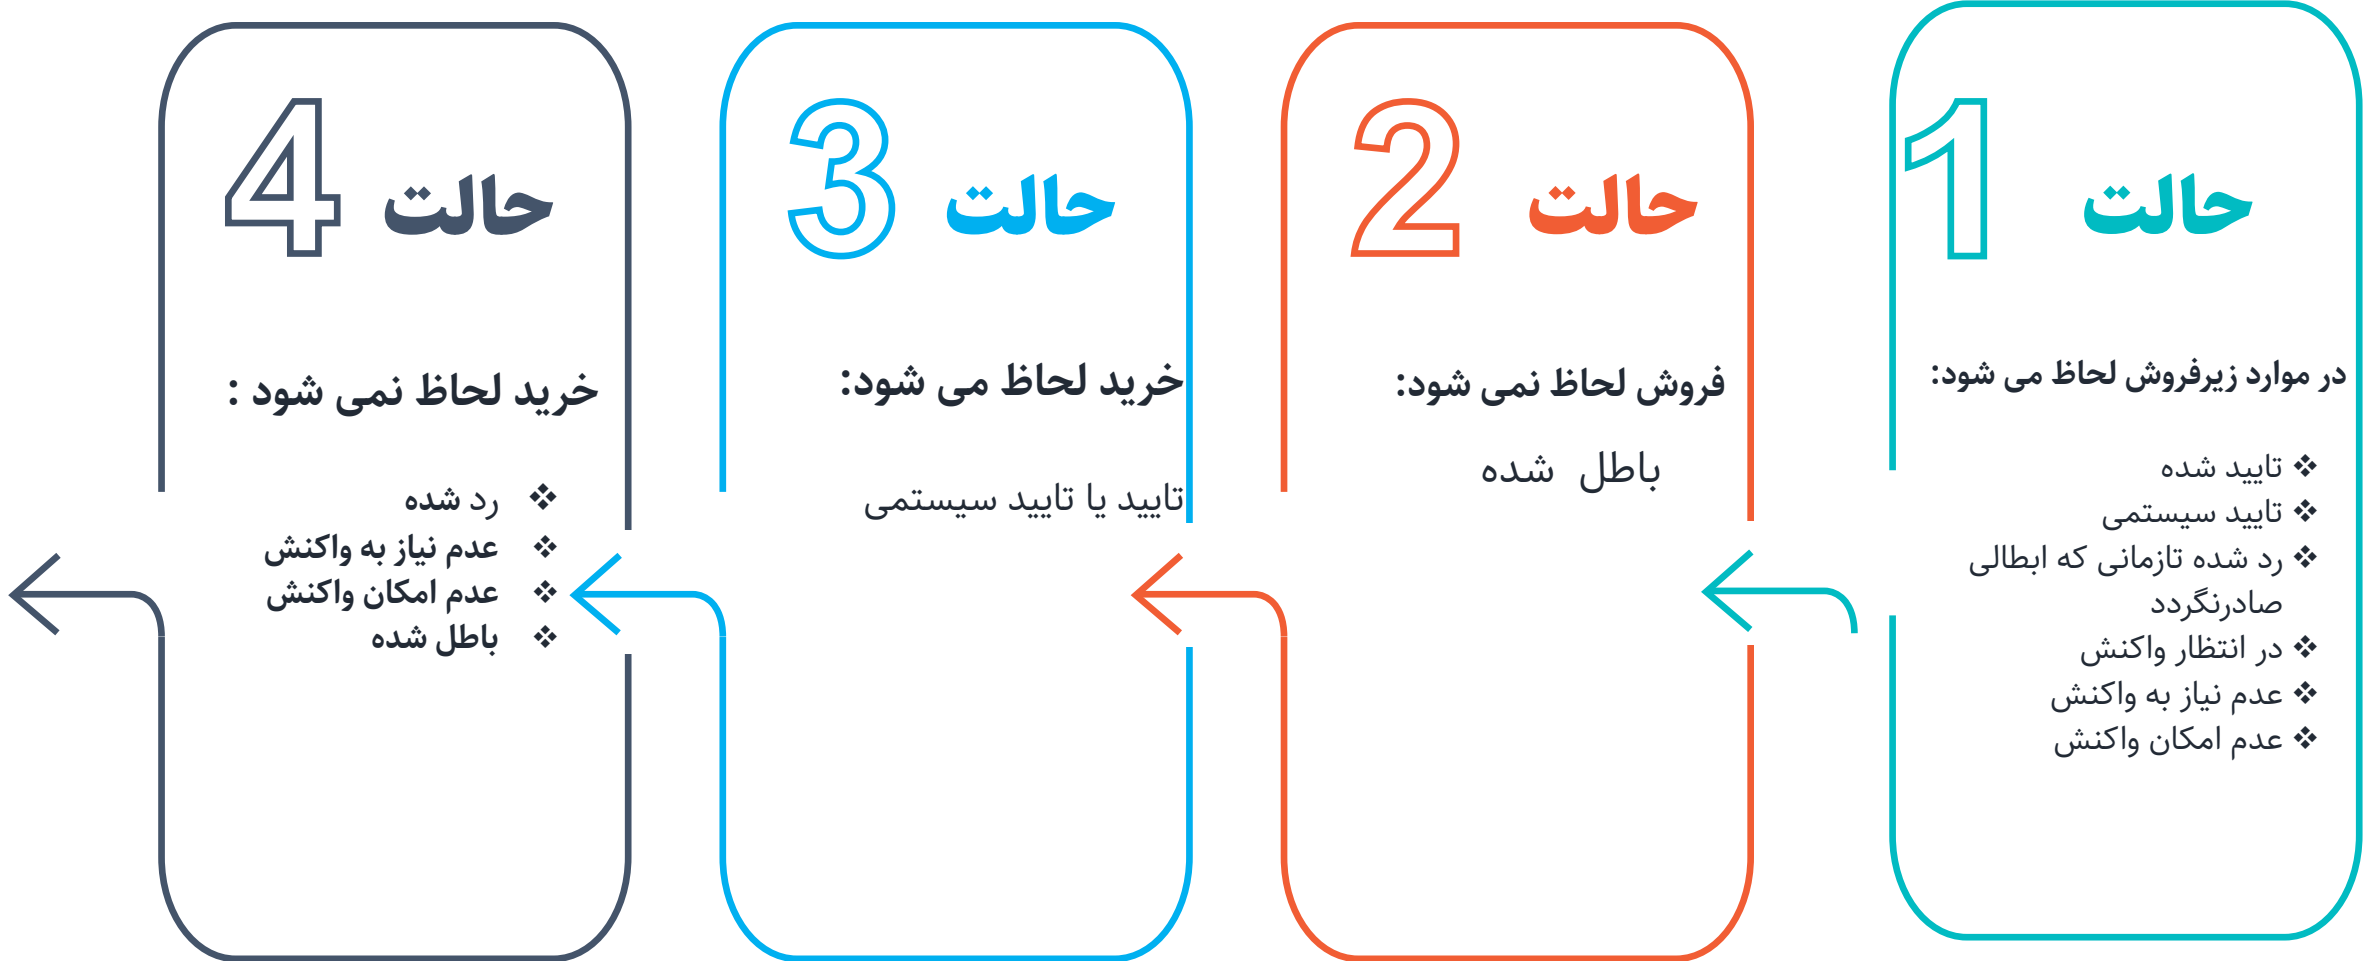 حالت 1
در موارد زیرفروش لحاظ می شود:
❖ تایید شده
❖ تایید سیستمی
❖ رد شده تازمانی که ابطالی
صادرنگردد
❖ در انتظار واکنش
❖ عدم نیاز به واکنش
❖ عدم امکان واکنش
حالت 2
فروش لحاظ نمی شود:
باطل شده
حالت 3
خرید لحاظ می شود:
تایید یا تایید سیستمی
حالت 4
خرید لحاظ نمی شود :
❖ رد شده
❖ عدم نیاز به واکنش
❖ عدم امکان واکنش
❖ باطل شده